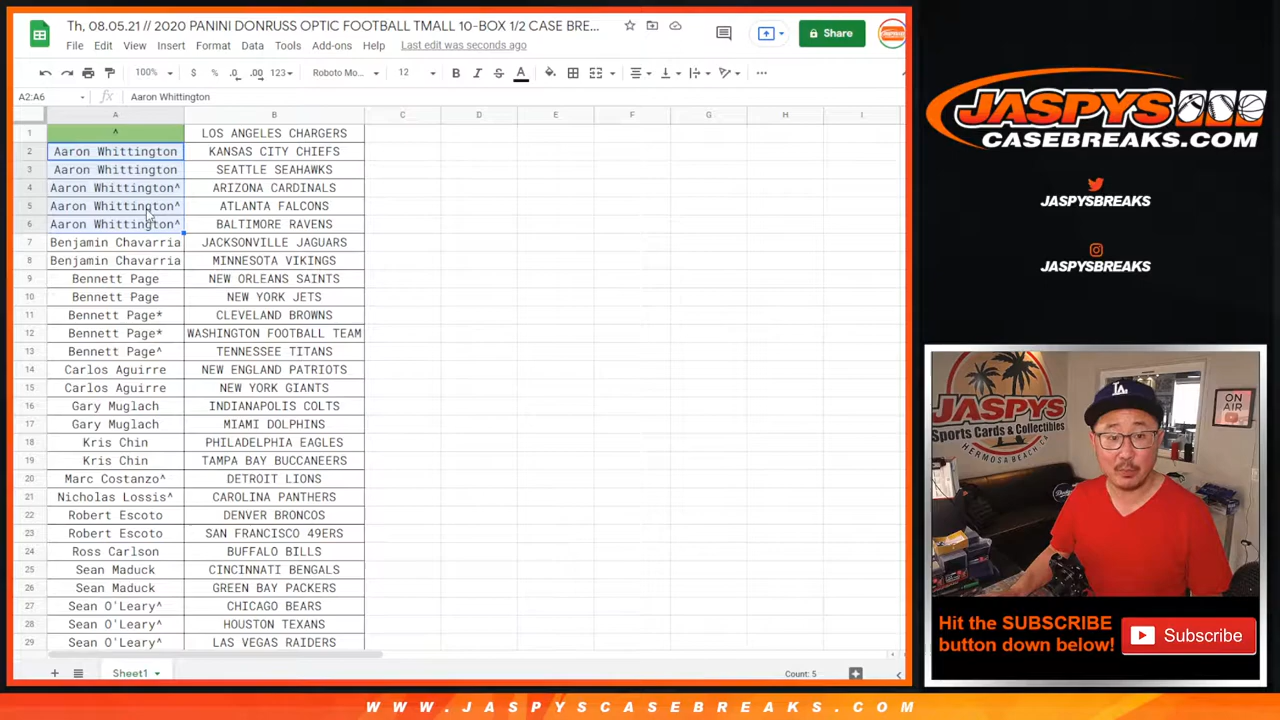 Th, 08.05.21 // 2020 PANINI DONRUSS OPTIC FOOTBALL TMALL 10-BOX 1/2 CASE BRE...
File Edit View Insert Format Data Tools Add-ons Help Last edit was seconds ago
Share
100% $ % .0 .00 123 Roboto Mo... 12 B I S A
A2:A6 fx Aaron Whittington
A B C D E F G H I
1 ^ LOS ANGELES CHARGERS
2 Aaron Whittington KANSAS CITY CHIEFS
3 Aaron Whittington SEATTLE SEAHAWKS
4 Aaron Whittington^ ARIZONA CARDINALS
5 Aaron Whittington^ ATLANTA FALCONS
6 Aaron Whittington^ BALTIMORE RAVENS
7 Benjamin Chavarria JACKSONVILLE JAGUARS
8 Benjamin Chavarria MINNESOTA VIKINGS
9 Bennett Page NEW ORLEANS SAINTS
10 Bennett Page NEW YORK JETS
11 Bennett Page* CLEVELAND BROWNS
12 Bennett Page* WASHINGTON FOOTBALL TEAM
13 Bennett Page^ TENNESSEE TITANS
14 Carlos Aguirre NEW ENGLAND PATRIOTS
15 Carlos Aguirre NEW YORK GIANTS
16 Gary Muglach INDIANAPOLIS COLTS
17 Gary Muglach MIAMI DOLPHINS
18 Kris Chin PHILADELPHIA EAGLES
19 Kris Chin TAMPA BAY BUCCANEERS
20 Marc Costanzo^ DETROIT LIONS
21 Nicholas Lossis^ CAROLINA PANTHERS
22 Robert Escoto DENVER BRONCOS
23 Robert Escoto SAN FRANCISCO 49ERS
24 Ross Carlson BUFFALO BILLS
25 Sean Maduck CINCINNATI BENGALS
26 Sean Maduck GREEN BAY PACKERS
27 Sean O'Leary^ CHICAGO BEARS
28 Sean O'Leary^ HOUSTON TEXANS
29 Sean O'Leary^ LAS VEGAS RAIDERS
Sheet1 Count: 5
JASPYS
CASEBREAKS.COM
JASPYSBREAKS
JASPYSBREAKS
JASPYS
Sports Cards & Collectibles
HERMOSA BEACH, CA
LA
ON AIR
Hit the SUBSCRIBE
button down below!
Subscribe
WWW.JASPYSCASEBREAKS.COM